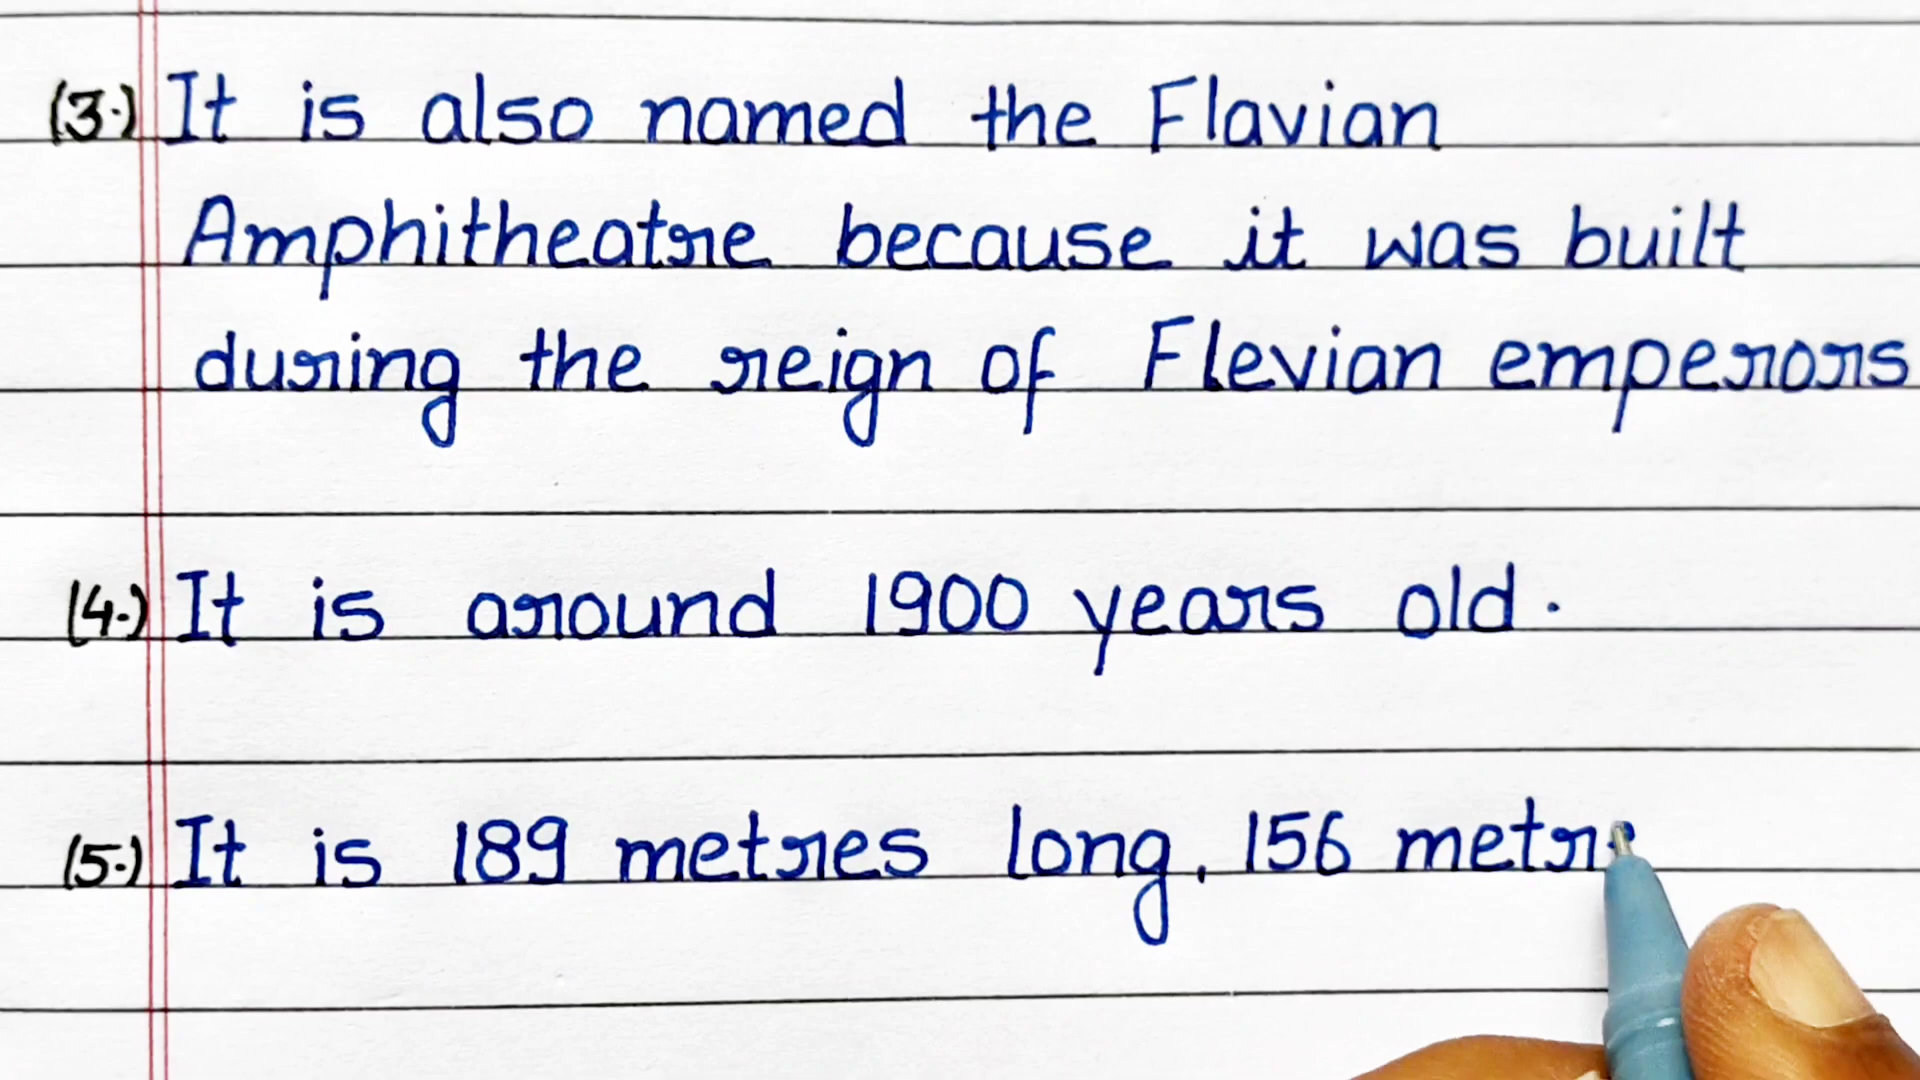 (3.) It is also named the Flavian
Amphitheatre because it was built
during the reign of Flevian emperors
(4.) It is around 1900 years old.
(5.) It is 189 metres long, 156 metre